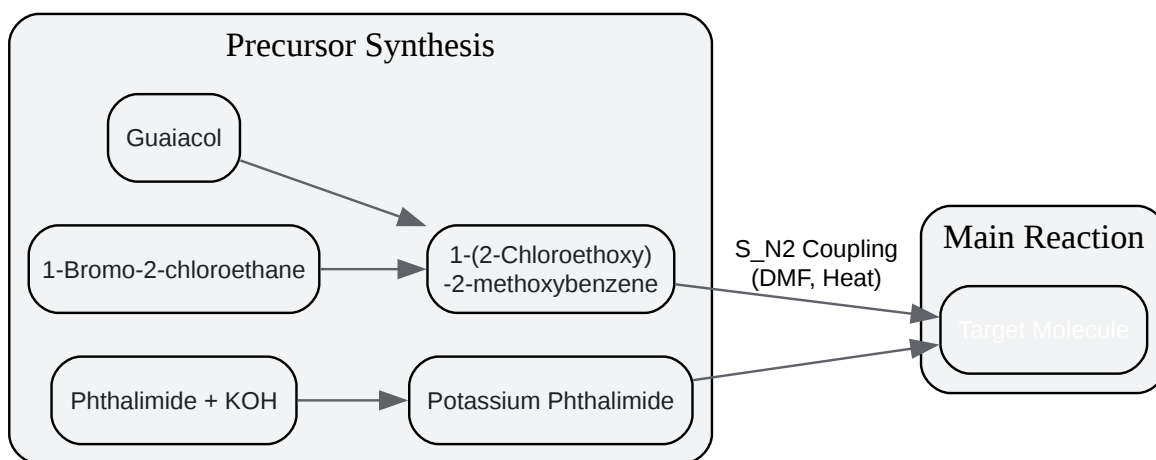 Precursor Synthesis
Guaiacol
1-Bromo-2-chloroethane
1-(2-Chloroethoxy)
-2-methoxybenzene
Phthalimide + KOH
Potassium Phthalimide
S_N2 Coupling
(DMF, Heat)
Main Reaction
Target Molecule